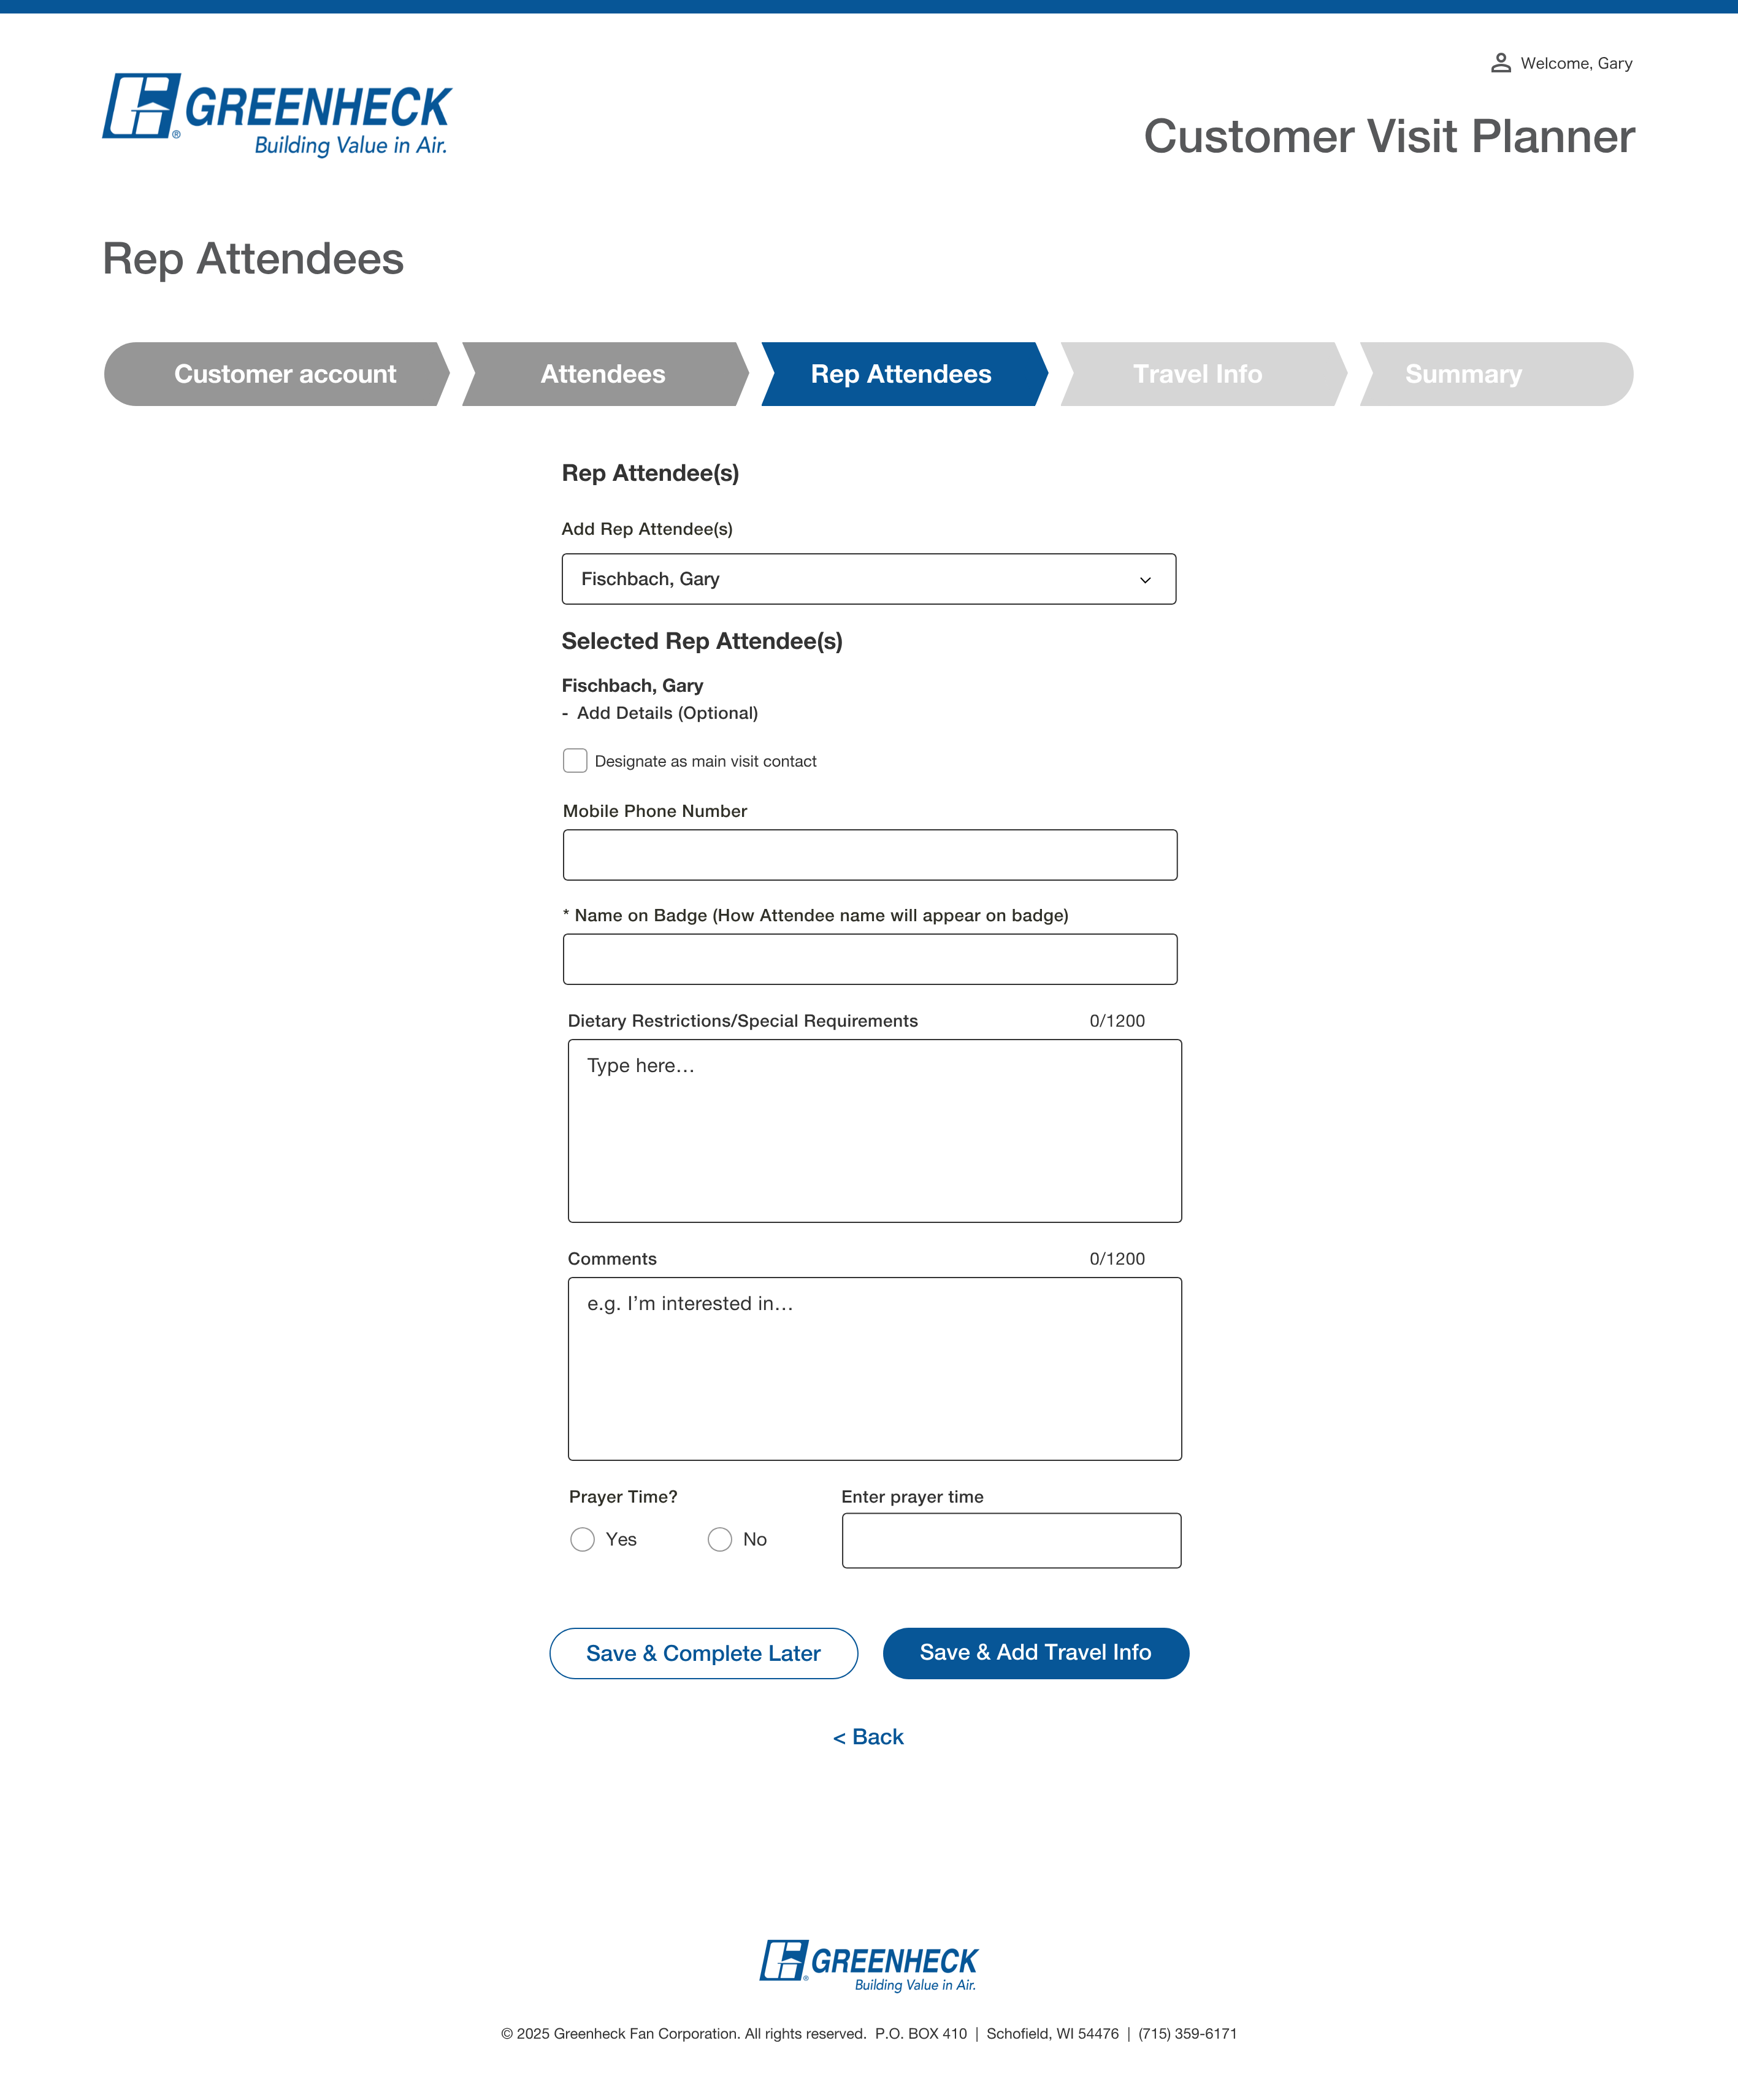 Welcome, Gary
GREENHECK
®
Building Value in Air.
Customer Visit Planner
Rep Attendees
Customer account
Attendees
Rep Attendees
Travel Info
Summary
Rep Attendee(s)
Add Rep Attendee(s)
Fischbach, Gary
Selected Rep Attendee(s)
Fischbach, Gary
- Add Details (Optional)
Designate as main visit contact
Mobile Phone Number
* Name on Badge (How Attendee name will appear on badge)
Dietary Restrictions/Special Requirements 0/1200
Type here...
Comments 0/1200
e.g. I’m interested in...
Prayer Time? Enter prayer time
Yes No
Save & Complete Later Save & Add Travel Info
< Back
GREENHECK
®
Building Value in Air.
© 2025 Greenheck Fan Corporation. All rights reserved. P.O. BOX 410 | Schofield, WI 54476 | (715) 359-6171